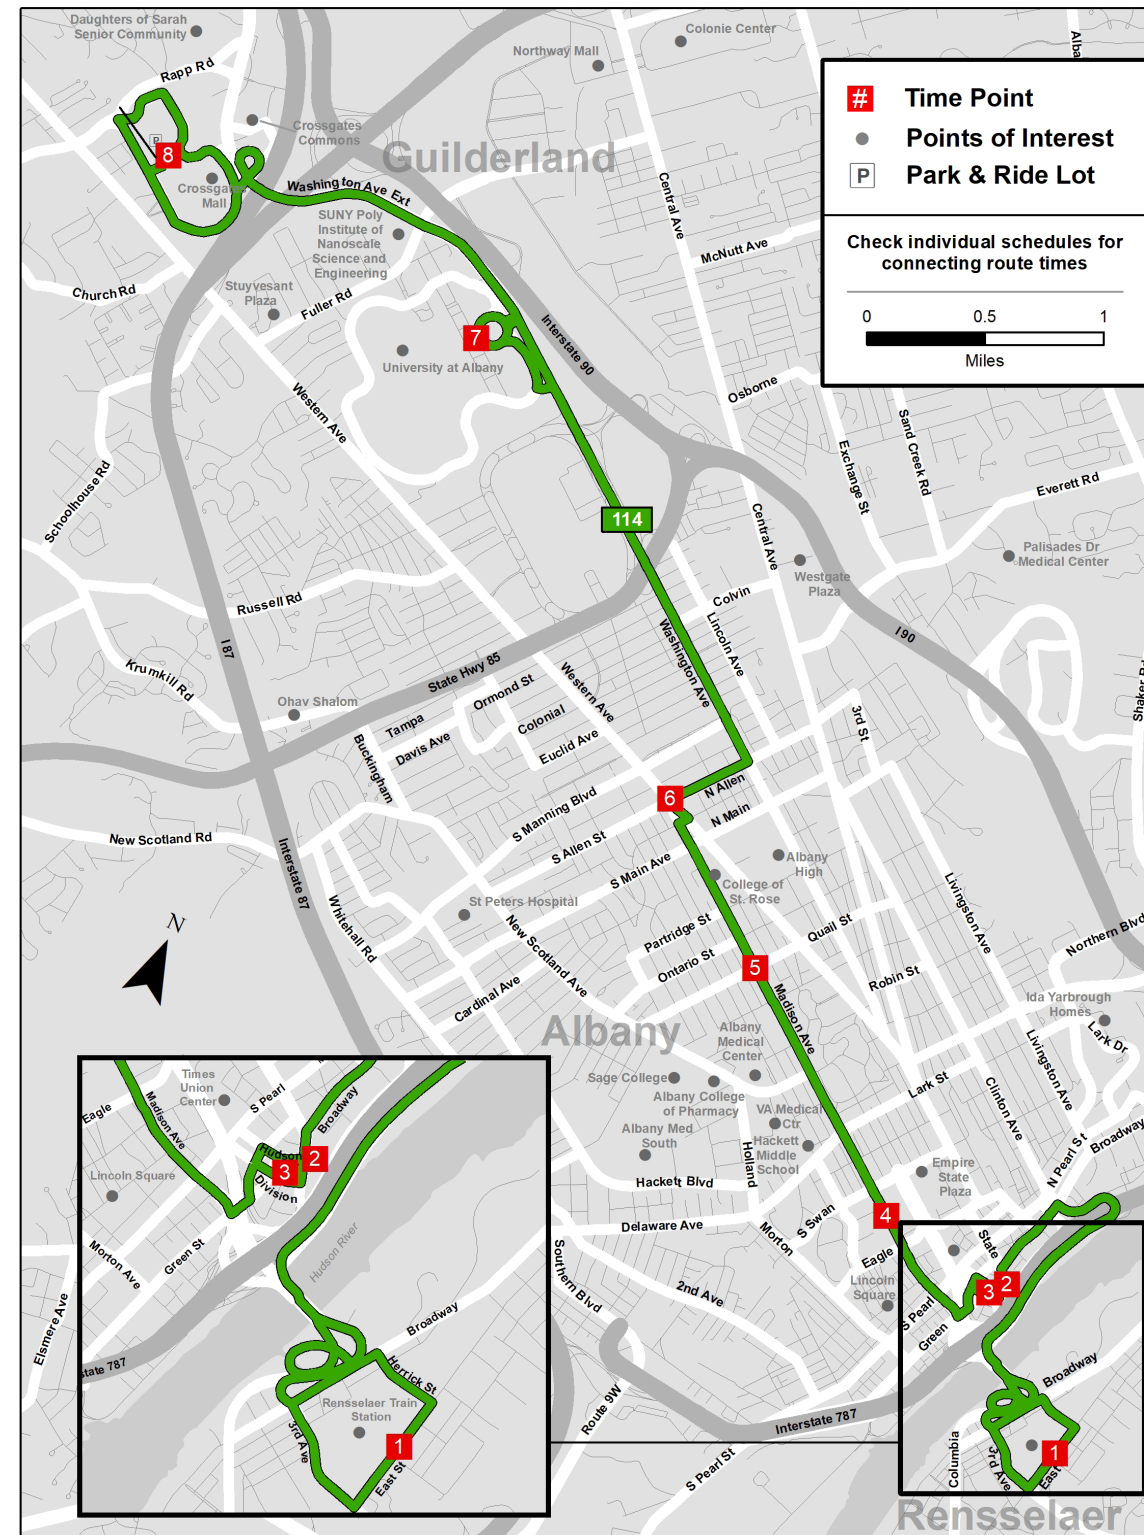 Daughters of Sarah
Senior Community
Rapp Rd
Northway Mall
Colonie Center
#
Time Point
Points of Interest
P
Park & Ride Lot
Check individual schedules for
connecting route times
0
0.5
1
Miles
P
8
Crossgates
Commons
Crossgates
Mall
Guilderland
Washington Ave Ext
SUNY Poly
Institute of
Nanoscale
Science and
Engineering
Central Ave
McNutt Ave
Church Rd
Stuyvesant
Plaza
Fuller Rd
7
University at Albany
Interstate 90
Western Ave
Osborne
Exchange St
Sand Creek Rd
Everett Rd
Schoolhouse Rd
114
Central Ave
Palisades Dr
Medical Center
Westgate
Plaza
Russell Rd
Colvin
Lincoln Ave
Washington Ave
I 87
I 90
Krumkill Rd
State Hwy 85
Western Ave
Ohav Shalom
Ormond St
Tampa
Colonial
Davis Ave
Euclid Ave
Buckingham
3rd St
6
N Allen
N Main
S Manning Blvd
S Allen St
S Main Ave
New Scotland Rd
Interstate 87
Albany
High
College of
St. Rose
St Peters Hospital
Whitehall Rd
New Scotland Ave
Partridge St
Ontario St
Quail St
Livingston Ave
Northern Blvd
N
5
Robin St
Cardinal Ave
Madison Ave
Ida Yarbrough
Homes
Lark Dr
Albany
Albany
Medical
Center
Livingston Ave
Sage College
Albany College
of Pharmacy
Lark St
Clinton Ave
VA Medical
Ctr
Albany Med
South
Hackett
Middle
School
Holland
Hackett Blvd
Empire
State
Plaza
N Pearl St
Broadway
Delaware Ave
Morton
S Swan
4
Eagle
State
Southern Blvd
2nd Ave
Lincoln
Square
3
2
S Pearl
Green
Broadway
Route 9W
Interstate 787
S Pearl St
Columbia
3rd Ave
1
East
Rensselaer
Times
Union
Center
S Pearl
Eagle
Madison Ave
Broadway
Hudson
2
3
Division
Lincoln Square
Morton Ave
Green St
Hudson River
Elsmere Ave
Broadway
Herrick St
Rensselaer Train
Station
3rd Ave
1
East St